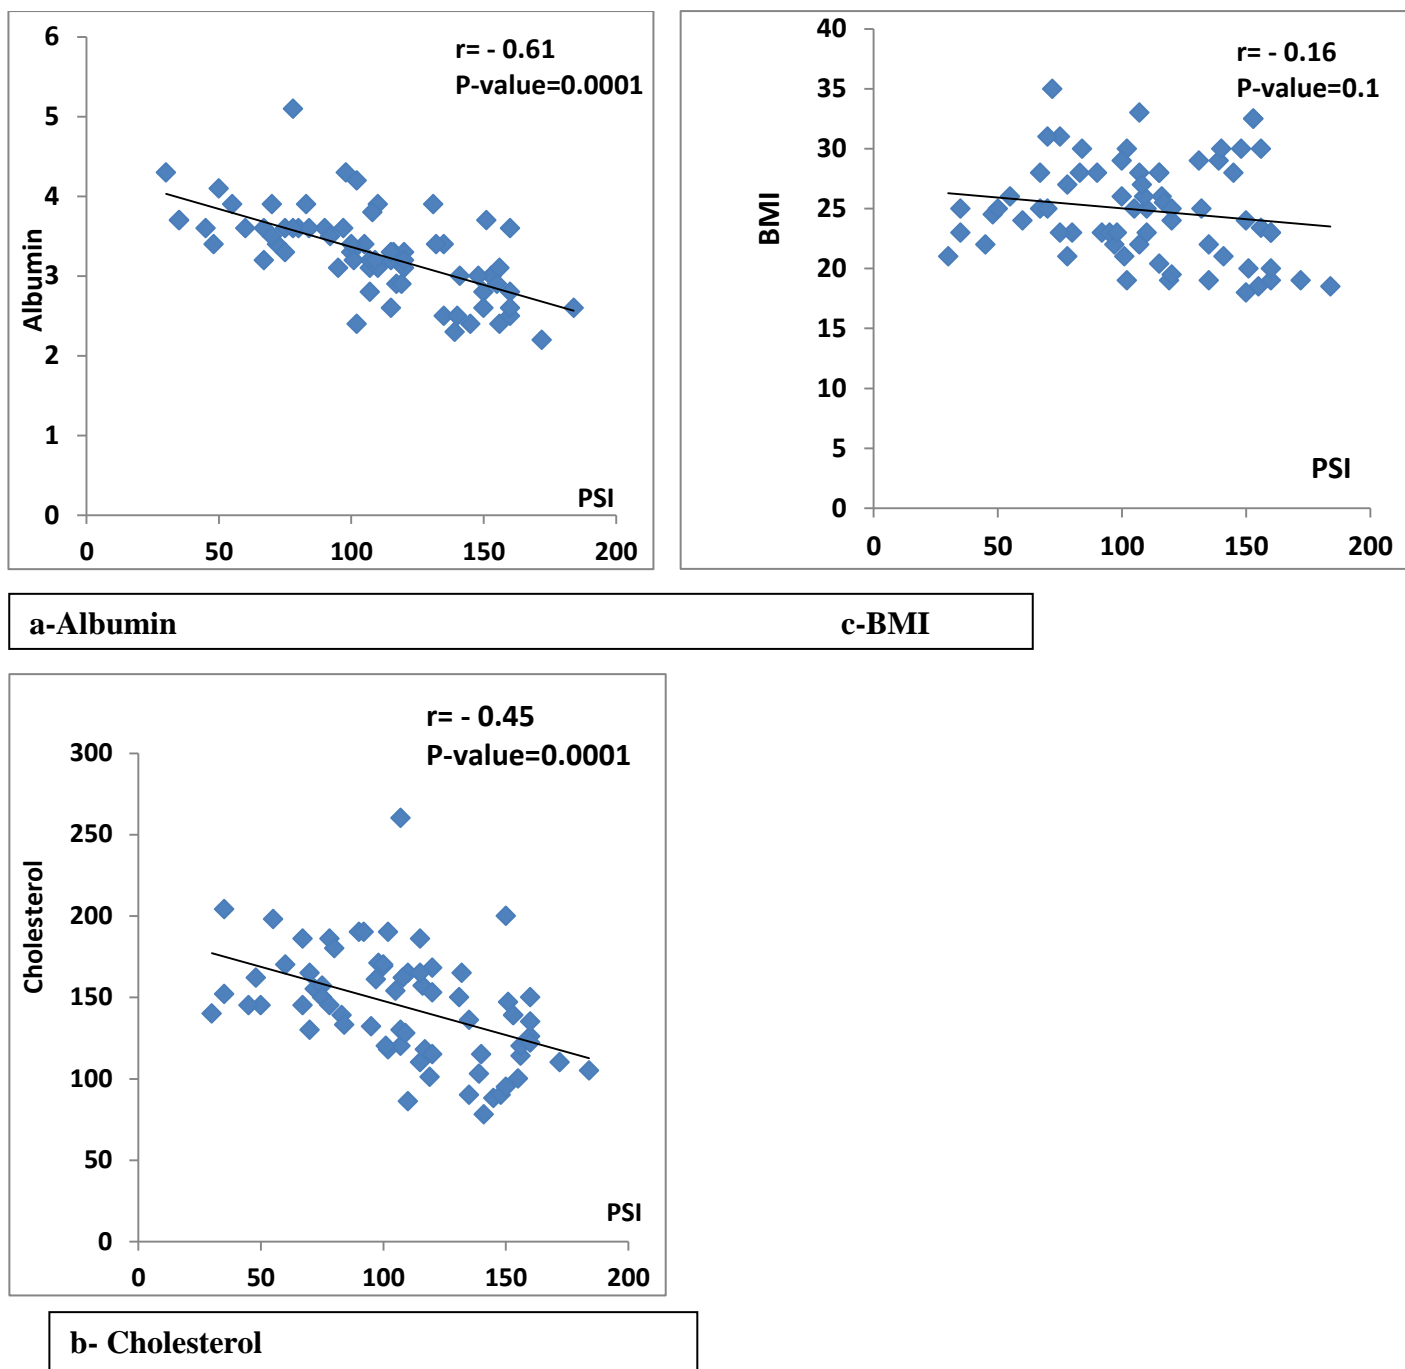 r= - 0.61
P-value=0.0001
6
5
4
3
2
1
0
Albumin
PSI
0 50 100 150 200
r= - 0.16
P-value=0.1
40
35
30
25
20
15
10
5
0
BMI
PSI
0 50 100 150 200
a-Albumin c-BMI
r= - 0.45
P-value=0.0001
300
250
200
150
100
50
0
Cholesterol
PSI
0 50 100 150 200
b- Cholesterol